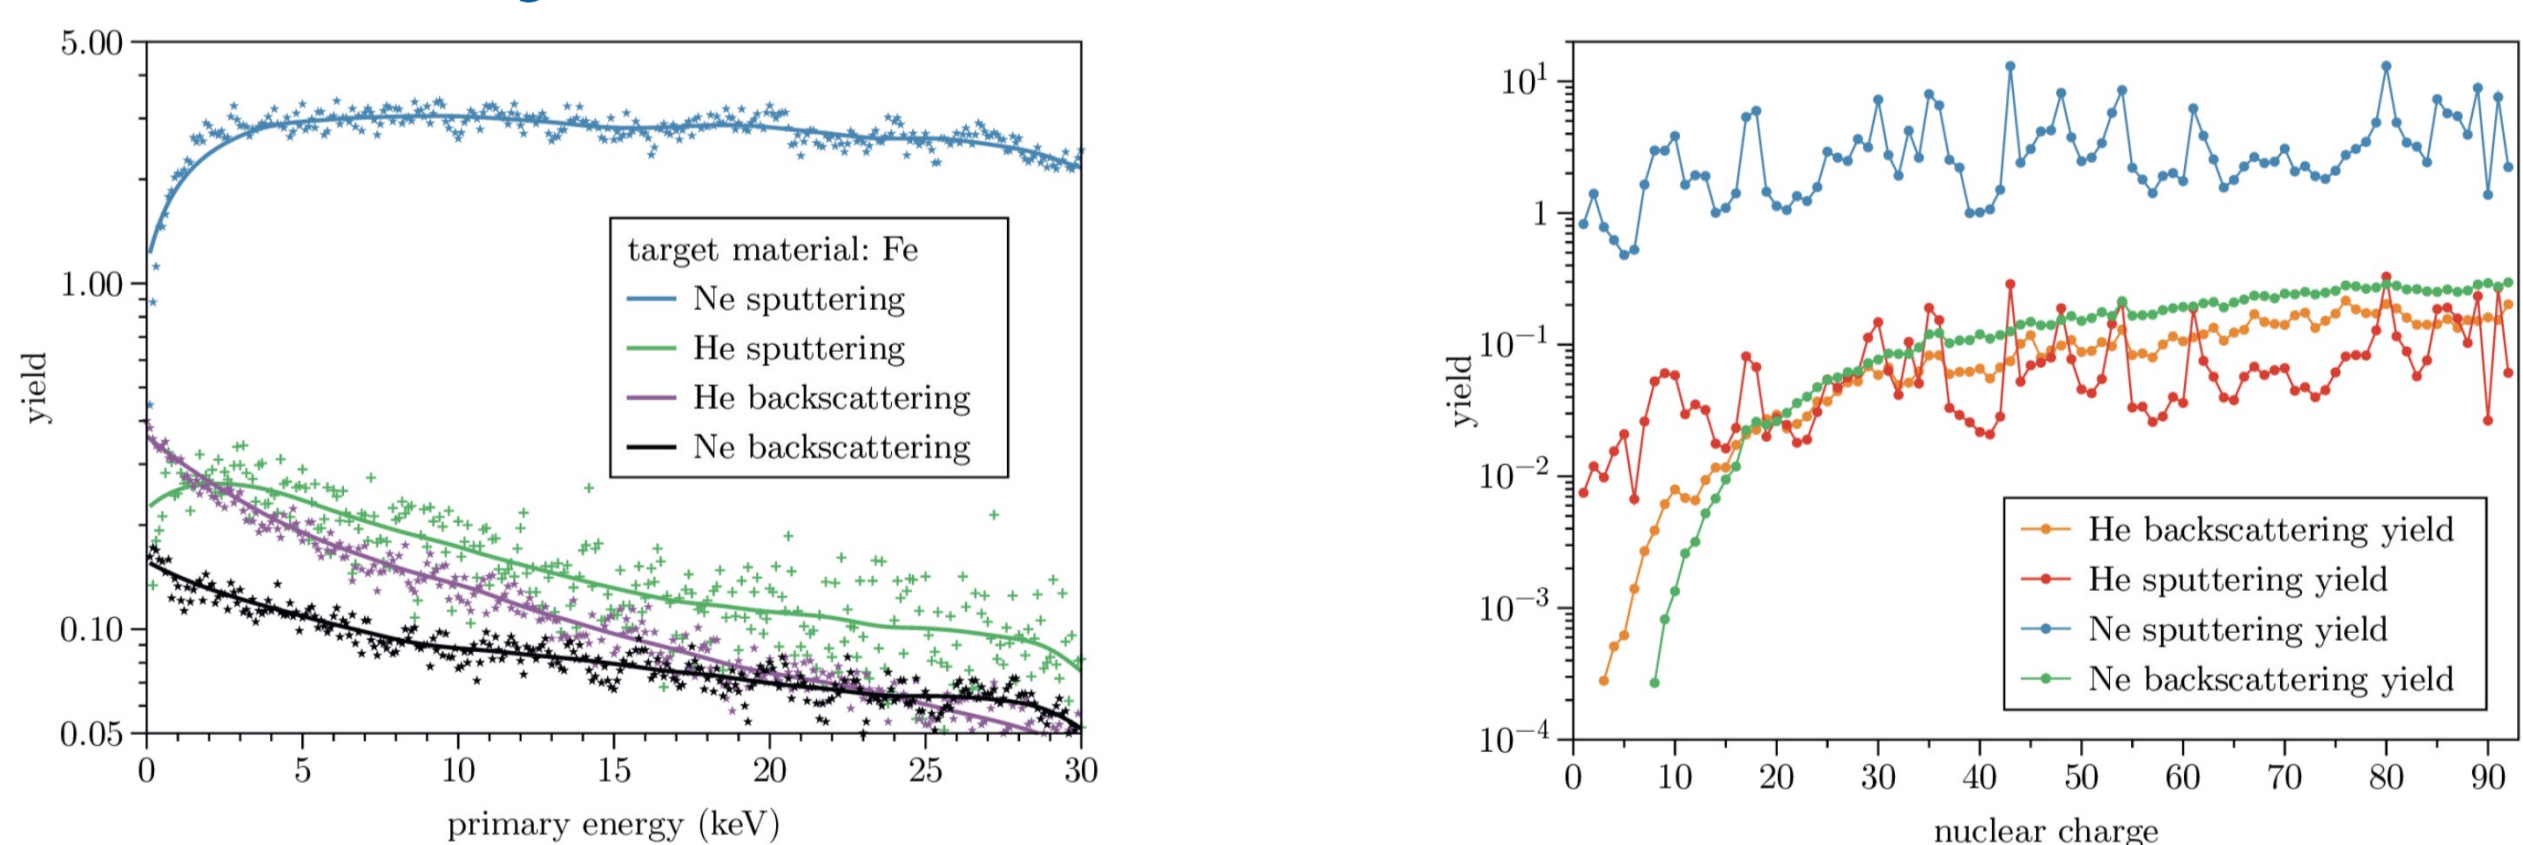 5.00
1.00
0.10
0.05
yield
target material: Fe
Ne sputtering
He sputtering
He backscattering
Ne backscattering
0 5 10 15 20 25 30
primary energy (keV)
10¹
1
10⁻¹
10⁻²
10⁻³
10⁻⁴
yield
He backscattering yield
He sputtering yield
Ne sputtering yield
Ne backscattering yield
0 10 20 30 40 50 60 70 80 90
nuclear charge